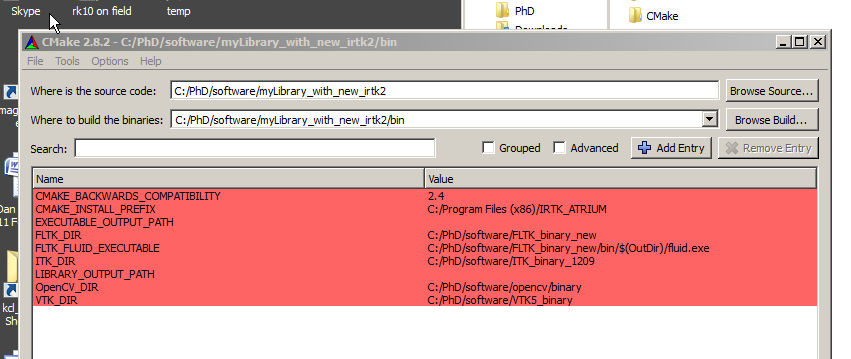 Skype rk10 on field temp
PhD
Downloads
CMake
CMake 2.8.2 - C:/PhD/software/myLibrary_with_new_irtk2/bin
File Tools Options Help
Where is the source code: C:/PhD/software/myLibrary_with_new_irtk2 Browse Source...
Where to build the binaries: C:/PhD/software/myLibrary_with_new_irtk2/bin Browse Build...
Search: Grouped Advanced Add Entry Remove Entry
Name Value
CMAKE_BACKWARDS_COMPATIBILITY 2.4
CMAKE_INSTALL_PREFIX C:/Program Files (x86)/IRTK_ATRIUM
EXECUTABLE_OUTPUT_PATH
FLTK_DIR C:/PhD/software/FLTK_binary_new
FLTK_FLUID_EXECUTABLE C:/PhD/software/FLTK_binary_new/bin/$(OutDir)/fluid.exe
ITK_DIR C:/PhD/software/ITK_binary_1209
LIBRARY_OUTPUT_PATH
OpenCV_DIR C:/PhD/software/opencv/binary
VTK_DIR C:/PhD/software/VTK5_binary
mag
e
Dan
11 F
kd_
Sh